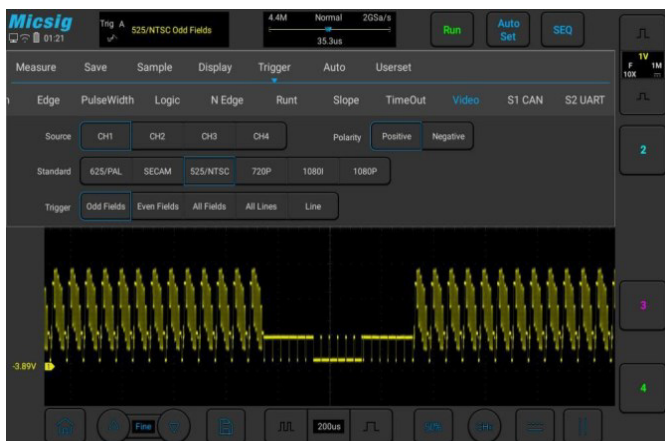 Micsig
01:21
Trig A
525/NTSC Odd Fields
4.4M Normal 2GSa/s
35.3us
Run
Auto Set
SEQ
Measure Save Sample Display Trigger Auto Userset
Edge PulseWidth Logic N Edge Runt Slope TimeOut Video S1 CAN S2 UART
Source CH1 CH2 CH3 CH4 Polarity Positive Negative
Standard 625/PAL SECAM 525/NTSC 720P 1080I 1080P
Trigger Odd Fields Even Fields All Fields All Lines Line
1V
F 1M
10X
2
3
4
-3.89V 1
Fine 200us 50%